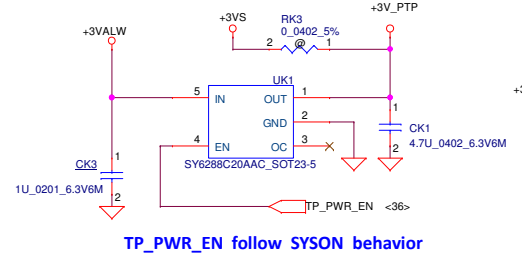 +3VALW
+3VS
RK3
0_0402_5%
+3V_PTP
2
@
1
UK1
5
IN
OUT
1
GND
2
4
EN
OC
3
SY6288C20AAC_SOT23-5
1
CK1
4.7U_0402_6.3V6M
2
CK3
1
1U_0201_6.3V6M
2
TP_PWR_EN <36>
TP_PWR_EN follow SYSON behavior